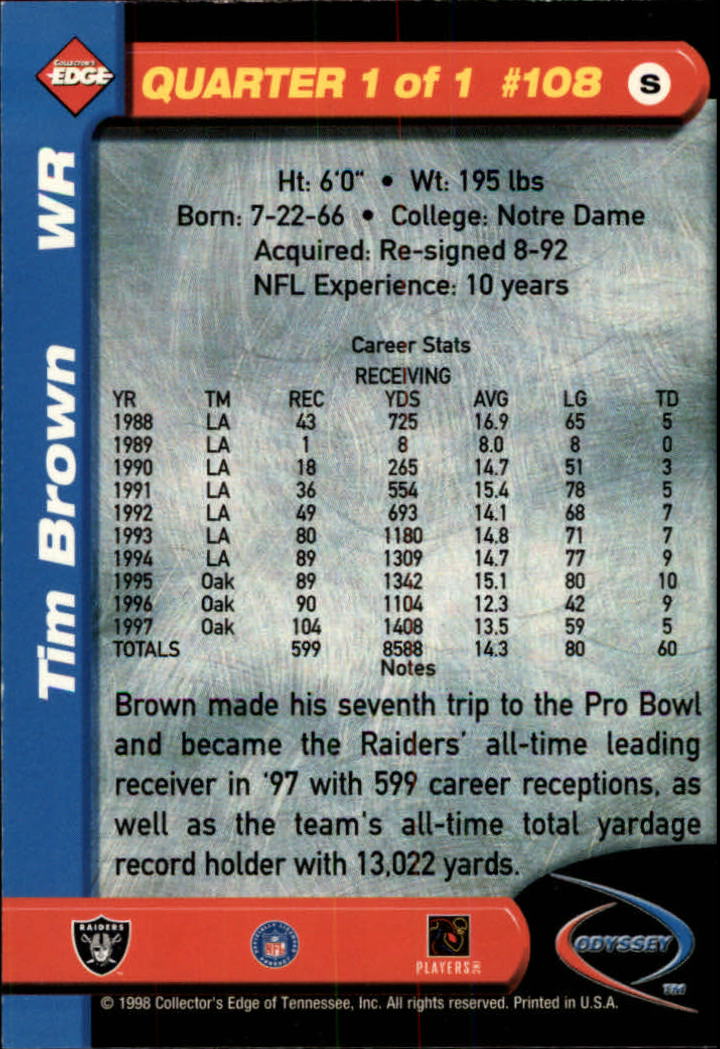 COLLECTOR'S
EDGE
QUARTER 1 of 1 #108 S
WR
Tim Brown
Ht: 6'0" • Wt: 195 lbs
Born: 7-22-66 • College: Notre Dame
Acquired: Re-signed 8-92
NFL Experience: 10 years
Career Stats
RECEIVING
YR TM REC YDS AVG LG TD
1988 LA 43 725 16.9 65 5
1989 LA 1 8 8.0 8 0
1990 LA 18 265 14.7 51 3
1991 LA 36 554 15.4 78 5
1992 LA 49 693 14.1 68 7
1993 LA 80 1180 14.8 71 7
1994 LA 89 1309 14.7 77 9
1995 Oak 89 1342 15.1 80 10
1996 Oak 90 1104 12.3 42 9
1997 Oak 104 1408 13.5 59 5
TOTALS 599 8588 14.3 80 60
Notes
Brown made his seventh trip to the Pro Bowl
and became the Raiders' all-time leading
receiver in '97 with 599 career receptions, as
well as the team's all-time total yardage
record holder with 13,022 yards.
RAIDERS
NFL
PLAYERS INC
ODYSSEY
TM
© 1998 Collector's Edge of Tennessee, Inc. All rights reserved. Printed in U.S.A.